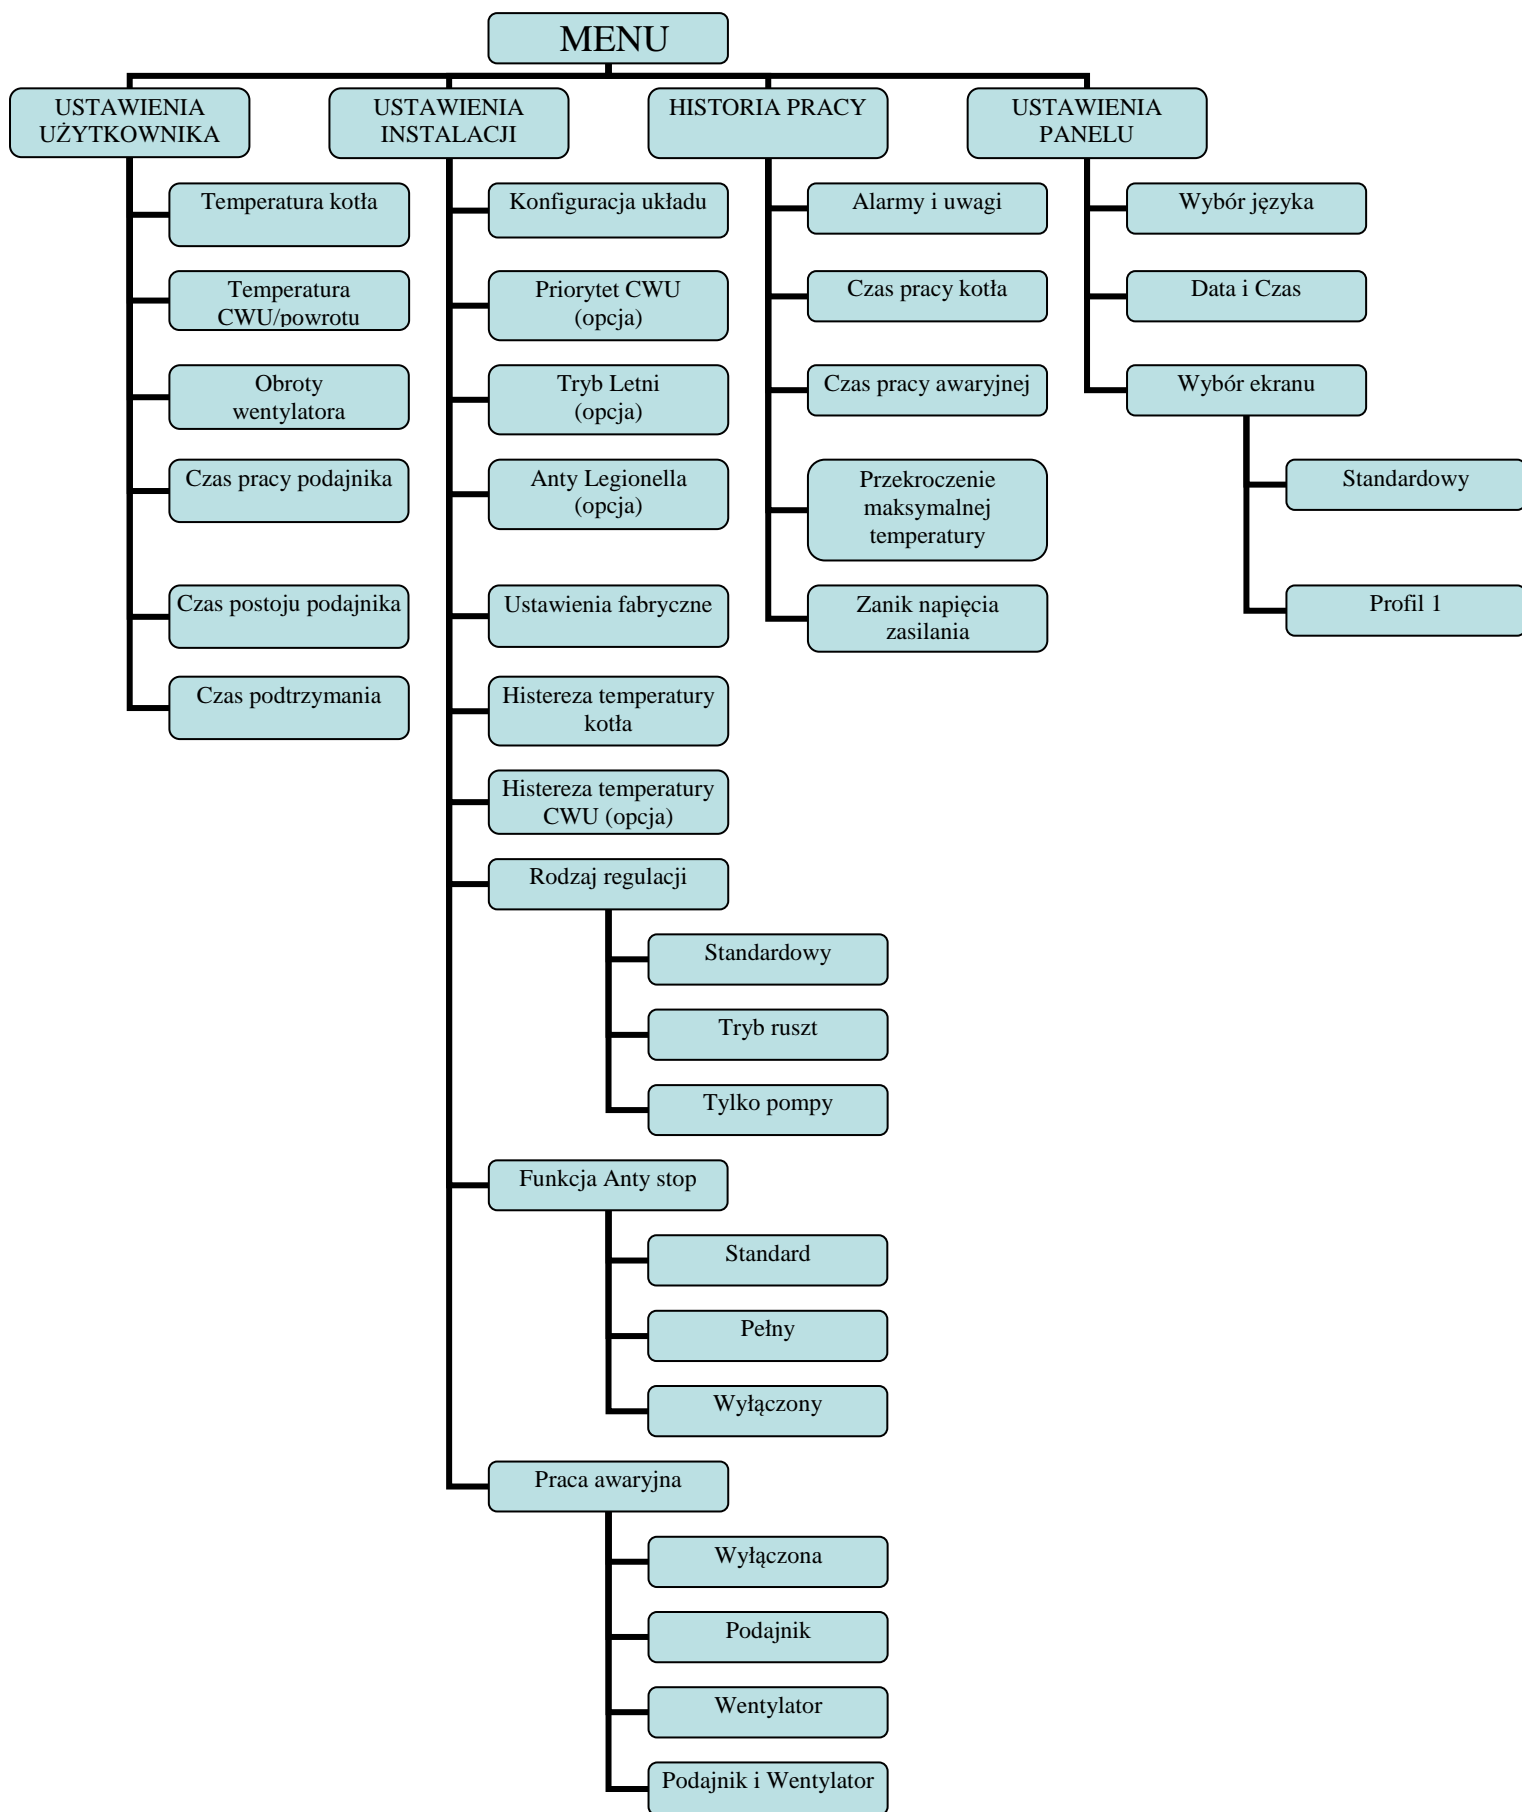 MENU
USTAWIENIA
UŻYTKOWNIKA
Temperatura kotła
Temperatura
CWU/powrotu
Obroty
wentylatora
Czas pracy podajnika
Czas postoju podajnika
Czas podtrzymania
USTAWIENIA
INSTALACJI
Konfiguracja układu
Priorytet CWU
(opcja)
Tryb Letni
(opcja)
Anty Legionella
(opcja)
Ustawienia fabryczne
Histereza temperatury
kotła
Histereza temperatury
CWU (opcja)
Rodzaj regulacji
Standardowy
Tryb ruszt
Tylko pompy
Funkcja Anty stop
Standard
Pełny
Wyłączony
Praca awaryjna
Wyłączona
Podajnik
Wentylator
Podajnik i Wentylator
HISTORIA PRACY
Alarmy i uwagi
Czas pracy kotła
Czas pracy awaryjnej
Przekroczenie
maksymalnej
temperatury
Zanik napięcia
zasilania
USTAWIENIA
PANELU
Wybór języka
Data i Czas
Wybór ekranu
Standardowy
Profil 1